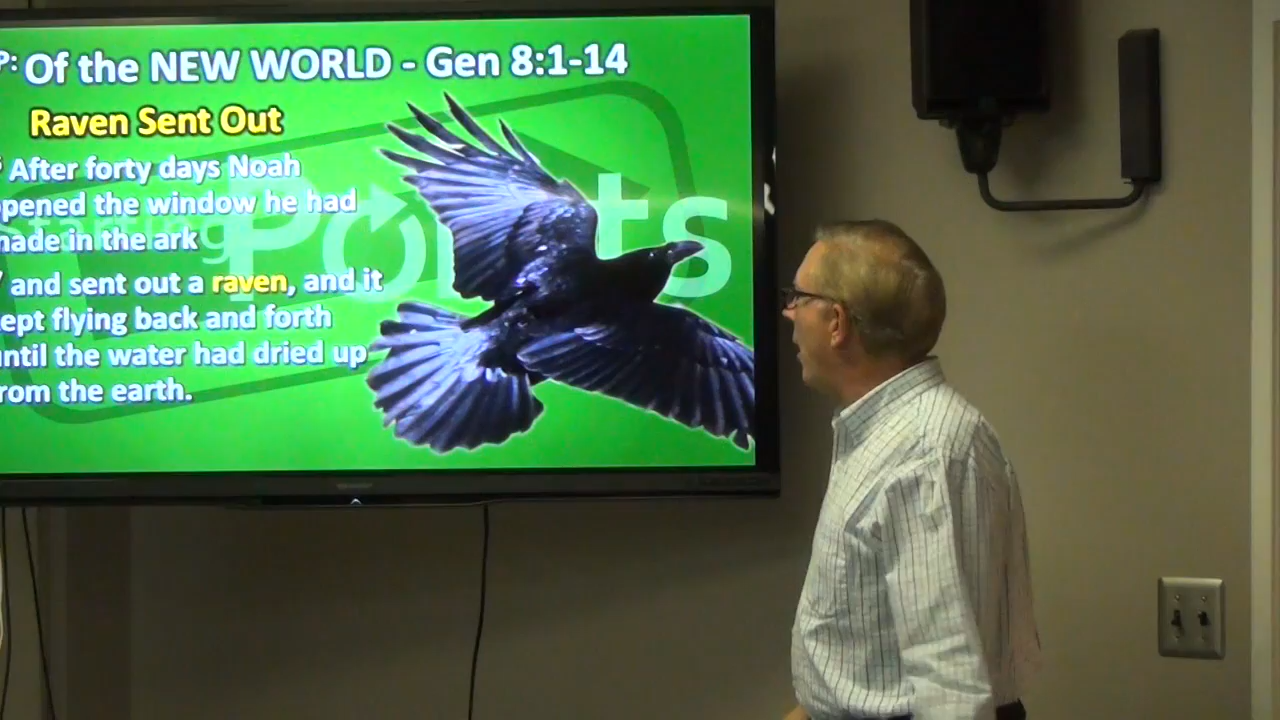 P: Of the NEW WORLD - Gen 8:1-14
Raven Sent Out
After forty days Noah
opened the window he had
made in the ark
and sent out a raven, and it
kept flying back and forth
until the water had dried up
from the earth.